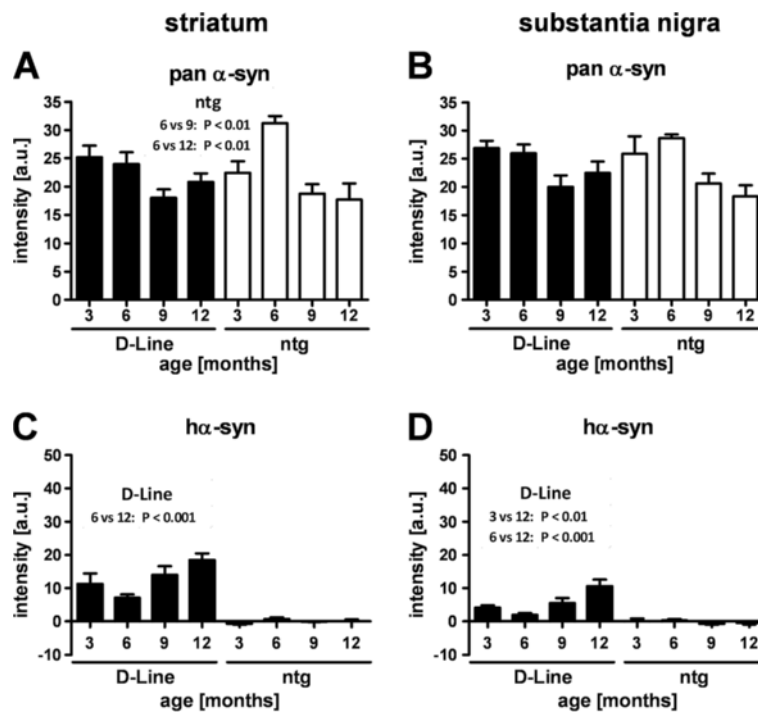 striatum
substantia nigra
A
pan α-syn
ntg
6 vs 9: P < 0.01
6 vs 12: P < 0.01
35
30
25
20
15
10
5
0
intensity [a.u.]
3 6 9 12 3 6 9 12
D-Line ntg
age [months]
B
pan α-syn
35
30
25
20
15
10
5
0
intensity [a.u.]
3 6 9 12 3 6 9 12
D-Line ntg
age [months]
C
hα-syn
D-Line
6 vs 12: P < 0.001
50
40
30
20
10
0
-10
intensity [a.u.]
3 6 9 12 3 6 9 12
D-Line ntg
age [months]
D
hα-syn
D-Line
3 vs 12: P < 0.01
6 vs 12: P < 0.001
50
40
30
20
10
0
-10
intensity [a.u.]
3 6 9 12 3 6 9 12
D-Line ntg
age [months]